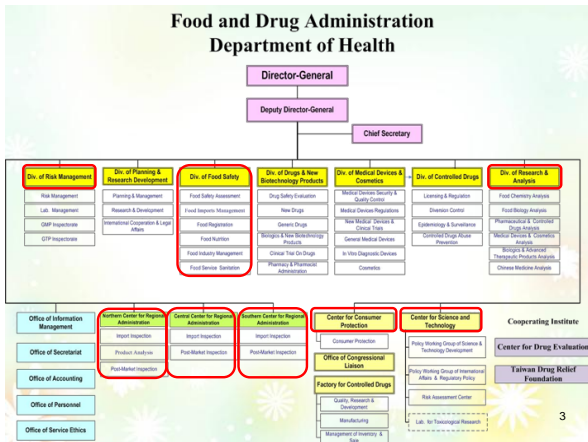 Food and Drug Administration
Department of Health
Director-General
Deputy Director-General
Chief Secretary
Div. of Risk Management
Risk Management
Lab. Management
GMP Inspectorate
GTP Inspectorate
Div. of Planning &
Research Development
Planning & Management
Research & Development
International Cooperation & Legal
Affairs
Div. of Food Safety
Food Safety Assessment
Food Imports Management
Food Registration
Food Nutrition
Food Industry Management
Food Service Sanitation
Div. of Drugs & New
Biotechnology Products
Drug Safety Evaluation
New Drugs
Generic Drugs
Biologics & New Biotechnology
Products
Clinical Trial On Drugs
Pharmacy & Pharmacist
Administration
Div. of Medical Devices &
Cosmetics
Medical Devices Security &
Quality Control
Medical Devices Regulations
New Medical Devices &
Clinical Trials
General Medical Devices
In Vitro Diagnostic Devices
Cosmetics
Div. of Controlled Drugs
Licensing & Regulation
Diversion Control
Epidemiology & Surveillance
Controlled Drugs Abuse
Prevention
Div. of Research &
Analysis
Food Chemistry Analysis
Food Biology Analysis
Pharmaceutical & Controlled
Drugs Analysis
Medical Devices & Cosmetics
Analysis
Biologics & Advanced
Therapeutic Products Analysis
Chinese Medicine Analysis
Office of Information
Management
Office of Secretariat
Office of Accounting
Office of Personnel
Office of Service Ethics
Northern Center for Regional
Administration
Import Inspection
Product Analysis
Post-Market Inspection
Central Center for Regional
Administration
Import Inspection
Post-Market Inspection
Southern Center for Regional
Administration
Import Inspection
Post-Market Inspection
Center for Consumer
Protection
Consumer Protection
Office of Congressional
Liaison
Factory for Controlled Drugs
Quality, Research &
Development
Manufacturing
Management of Inventory &
Sale
Center for Science and
Technology
Policy Working Group of Science &
Technology Development
Policy Working Group of International
Affairs & Regulatory Policy
Risk Assessment Center
Lab. for Toxicological Research
Cooperating Institute
Center for Drug Evaluation
Taiwan Drug Relief
Foundation
3